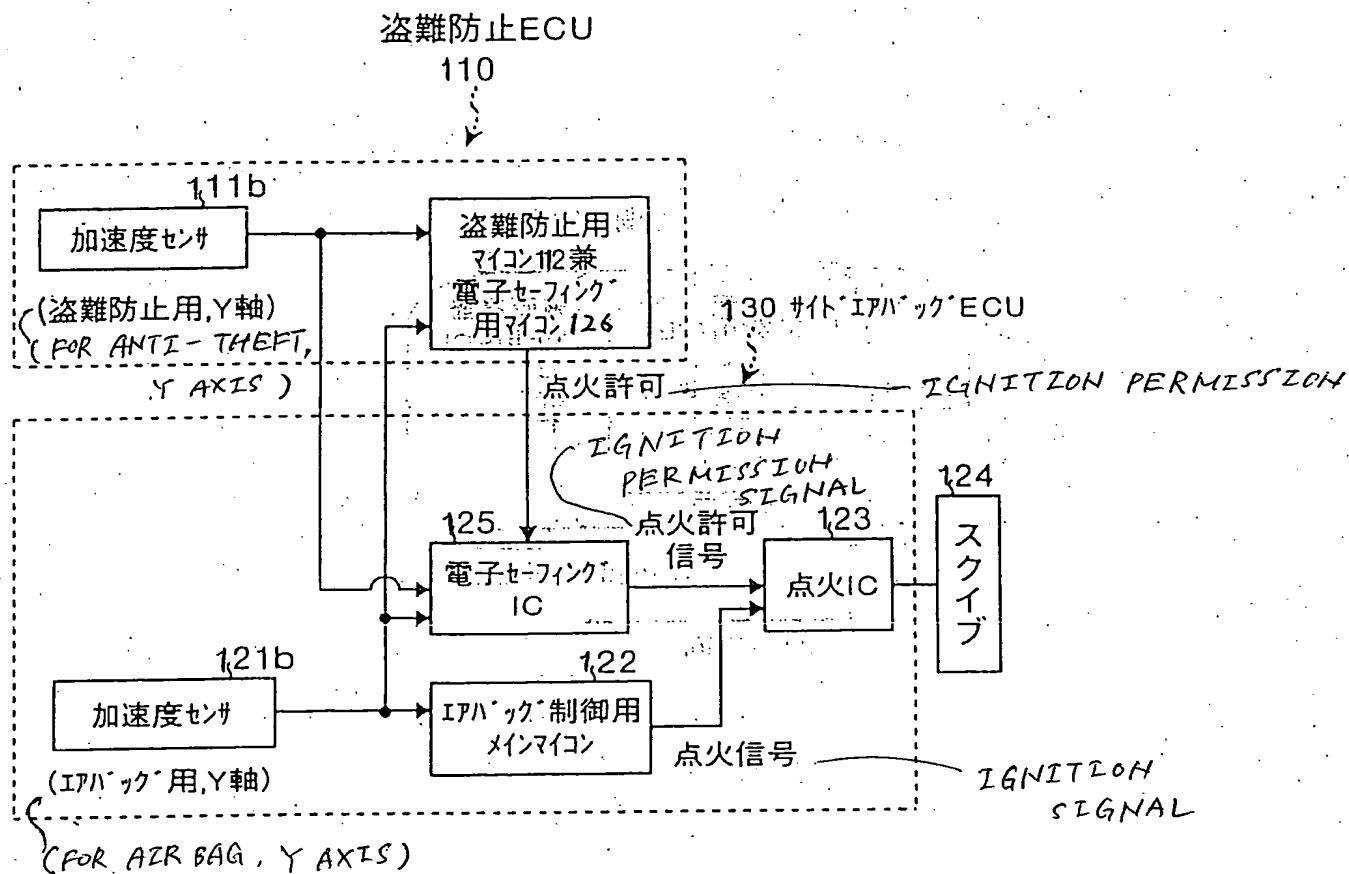 盗難防止ECU
110
111b
加速度センサ
盗難防止用
マイコン112兼
電子セーフィング
用マイコン126
(盗難防止用,Y軸)
(FOR ANTI-THEFT,
Y AXIS)
130 サイドエアバッグECU
点火許可
IGNITION PERMISSION
IGNITION
PERMISSION
SIGNAL
点火許可
信号
125
電子セーフィング
IC
123
点火IC
124
スクイブ
121b
加速度センサ
122
エアバッグ制御用
メインマイコン
(エアバッグ用,Y軸)
点火信号
IGNITION
SIGNAL
(FOR AIR BAG, Y AXIS)